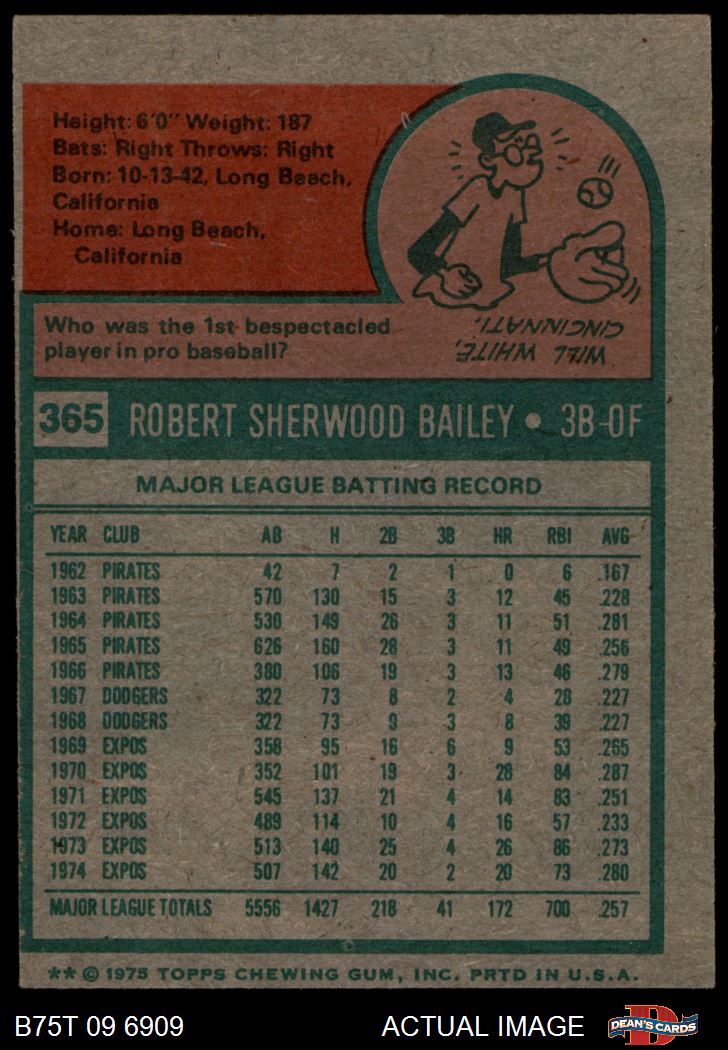 Height: 6'0" Weight: 187
Bats: Right Throws: Right
Born: 10-13-42, Long Beach,
California
Home: Long Beach,
California
Who was the 1st bespectacled
player in pro baseball?
WILL WHITE,
CINCINNATI.
365 ROBERT SHERWOOD BAILEY • 3B-OF
MAJOR LEAGUE BATTING RECORD
YEAR CLUB AB H 2B 3B HR RBI AVG
1962 PIRATES 42 7 2 1 0 6 .167
1963 PIRATES 570 130 15 3 12 45 .228
1964 PIRATES 530 149 26 3 11 51 .281
1965 PIRATES 626 160 28 3 11 49 .256
1966 PIRATES 380 106 19 3 13 46 .279
1967 DODGERS 322 73 8 2 4 28 .227
1968 DODGERS 322 73 9 3 8 39 .227
1969 EXPOS 358 95 16 6 9 53 .265
1970 EXPOS 352 101 19 3 28 84 .287
1971 EXPOS 545 137 21 4 14 83 .251
1972 EXPOS 489 114 10 4 16 57 .233
1973 EXPOS 513 140 25 4 26 86 .273
1974 EXPOS 507 142 20 2 20 73 .280
MAJOR LEAGUE TOTALS 5556 1427 218 41 172 700 .257
** © 1975 TOPPS CHEWING GUM, INC. PRTD IN U.S.A.
B75T 09 6909 ACTUAL IMAGE
D
DEAN'S CARDS